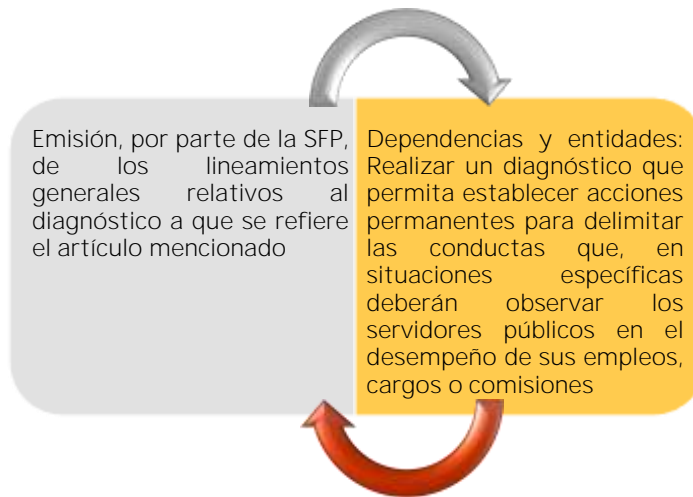 Emisión, por parte de la SFP,
de los lineamientos
generales relativos al
diagnóstico a que se refiere
el artículo mencionado
Dependencias y entidades:
Realizar un diagnóstico que
permita establecer acciones
permanentes para delimitar
las conductas que, en
situaciones específicas
deberán observar los
servidores públicos en el
desempeño de sus empleos,
cargos o comisiones